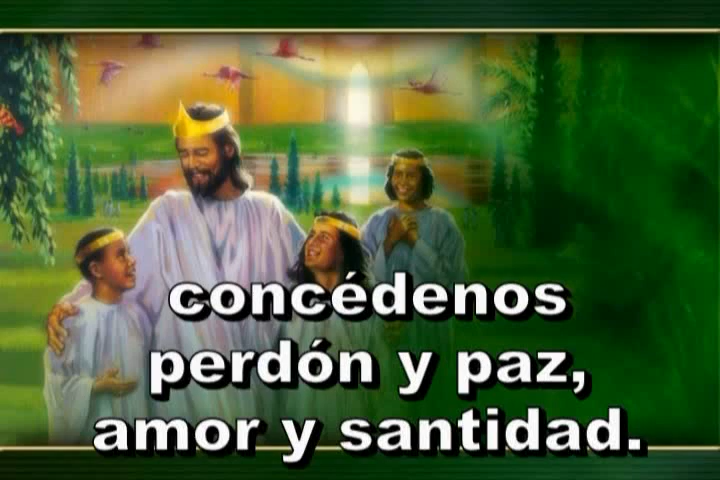 concédenos
perdón y paz,
amor y santidad.